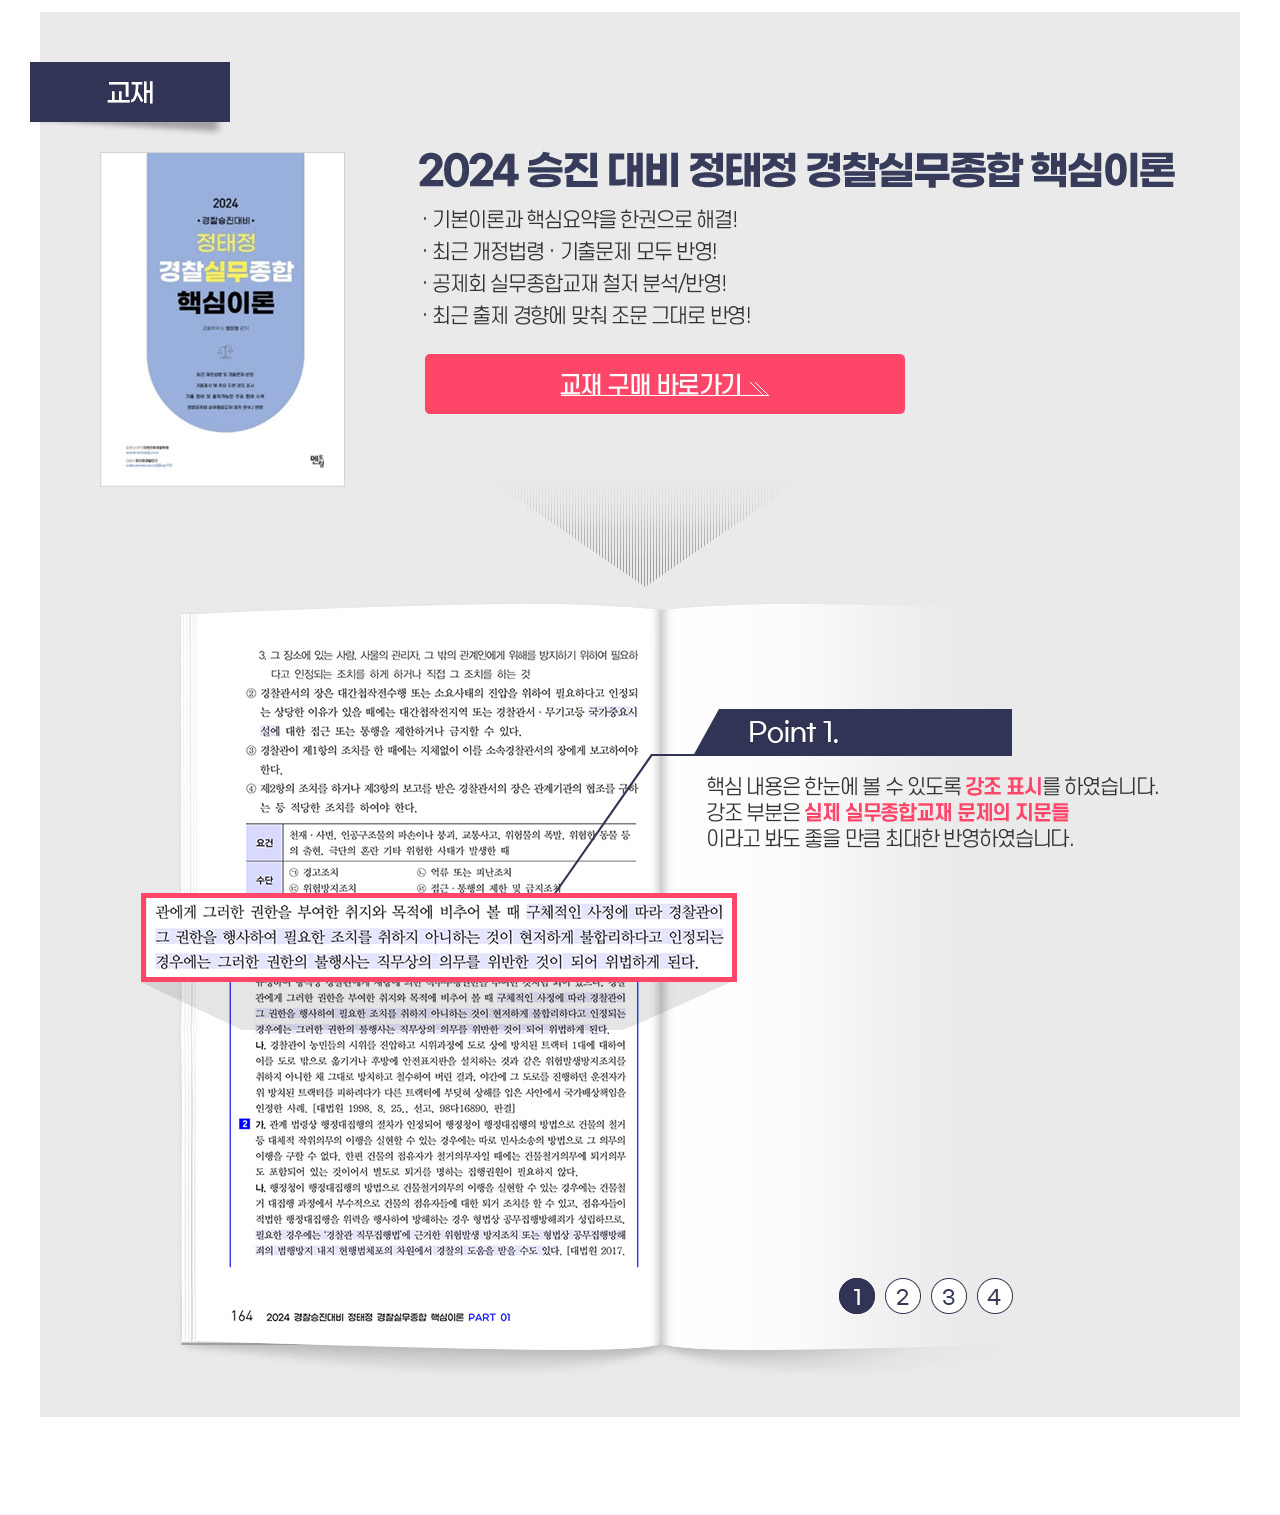 교재
2024 승진 대비 정태정 경찰실무종합 핵심이론
· 기본이론과 핵심요약을 한권으로 해결!
· 최근 개정법령 · 기출문제 모두 반영!
· 공제회 실무종합교재 철저 분석/반영!
· 최근 출제 경향에 맞춰 조문 그대로 반영!
교재 구매 바로가기
2024
• 경찰승진대비 •
정태정
경찰실무종합
핵심이론
최근 개정법령 및 기출문제 반영
기출표시 및 주요 지문 강조 표시
기출 판례 및 출제가능한 주요 판례 수록
멘토링
3. 그 장소에 있는 사람, 사물의 관리자, 그 밖의 관계인에게 위해를 방지하기 위하여 필요하
다고 인정되는 조치를 하게 하거나 직접 그 조치를 하는 것
② 경찰관서의 장은 대간첩작전수행 또는 소요사태의 진압을 위하여 필요하다고 인정되
는 상당한 이유가 있을 때에는 대간첩작전지역 또는 경찰관서 · 무기고등 국가중요시
설에 대한 접근 또는 통행을 제한하거나 금지할 수 있다.
③ 경찰관이 제1항의 조치를 한 때에는 지체없이 이를 소속경찰관서의 장에게 보고하여야
한다.
④ 제2항의 조치를 하거나 제3항의 보고를 받은 경찰관서의 장은 관계기관의 협조를 구하
는 등 적당한 조치를 하여야 한다.
요건 천재 · 사변, 인공구조물의 파손이나 붕괴, 교통사고, 위험물의 폭발, 위험한 동물 등
의 출현, 극단의 혼란 기타 위험한 사태가 발생한 때
수단 ㉠ 경고조치 ㉡ 억류 또는 피난조치
㉢ 위험방지조치 ㉣ 접근 · 통행의 제한 및 금지조치
관에게 그러한 권한을 부여한 취지와 목적에 비추어 볼 때 구체적인 사정에 따라 경찰관이
그 권한을 행사하여 필요한 조치를 취하지 아니하는 것이 현저하게 불합리하다고 인정되는
경우에는 그러한 권한의 불행사는 직무상의 의무를 위반한 것이 되어 위법하게 된다.
관에게 그러한 권한을 부여한 취지와 목적에 비추어 볼 때 구체적인 사정에 따라 경찰관이
그 권한을 행사하여 필요한 조치를 취하지 아니하는 것이 현저하게 불합리하다고 인정되는
경우에는 그러한 권한의 불행사는 직무상의 의무를 위반한 것이 되어 위법하게 된다.
나. 경찰관이 농민들의 시위를 진압하고 시위과정에 도로 상에 방치된 트랙터 1대에 대하여
이를 도로 밖으로 옮기거나 후방에 안전표지판을 설치하는 것과 같은 위험발생방지조치를
취하지 아니한 채 그대로 방치하고 철수하여 버린 결과, 야간에 그 도로를 진행하던 운전자가
위 방치된 트랙터를 피하려다가 다른 트랙터에 부딪혀 상해를 입은 사안에서 국가배상책임을
인정한 사례. [대법원 1998. 8. 25., 선고, 98다16890, 판결]
2 가. 관계 법령상 행정대집행의 절차가 인정되어 행정청이 행정대집행의 방법으로 건물의 철거
등 대체적 작위의무의 이행을 실현할 수 있는 경우에는 따로 민사소송의 방법으로 그 의무의
이행을 구할 수 없다. 한편 건물의 점유자가 철거의무자일 때에는 건물철거의무에 퇴거의무
도 포함되어 있는 것이어서 별도로 퇴거를 명하는 집행권원이 필요하지 않다.
나. 행정청이 행정대집행의 방법으로 건물철거의무의 이행을 실현할 수 있는 경우에는 건물철
거 대집행 과정에서 부수적으로 건물의 점유자들에 대한 퇴거 조치를 할 수 있고, 점유자들이
적법한 행정대집행을 위력을 행사하여 방해하는 경우 형법상 공무집행방해죄가 성립하므로,
필요한 경우에는 '경찰관 직무집행법'에 근거한 위험발생 방지조치 또는 형법상 공무집행방해
죄의 범행방지 내지 현행범체포의 차원에서 경찰의 도움을 받을 수도 있다. [대법원 2017.
164 2024 경찰승진대비 정태정 경찰실무종합 핵심이론 PART 01
Point 1.
핵심 내용은 한눈에 볼 수 있도록 강조 표시를 하였습니다.
강조 부분은 실제 실무종합교재 문제의 지문들
이라고 봐도 좋을 만큼 최대한 반영하였습니다.
1 2 3 4